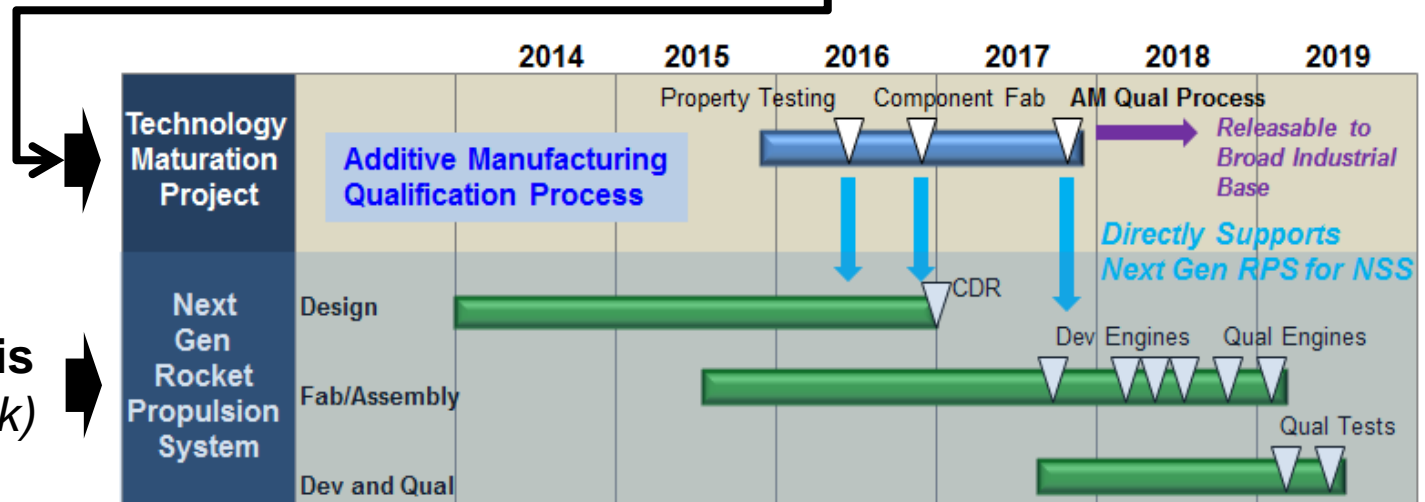 2014 2015 2016 2017 2018 2019
Technology
Maturation
Project
Additive Manufacturing
Qualification Process
Property Testing Component Fab AM Qual Process
Releasable to
Broad Industrial
Base
Directly Supports
Next Gen RPS for NSS
is
k)
Next
Gen
Rocket
Propulsion
System
Design
CDR
Fab/Assembly
Dev Engines Qual Engines
Dev and Qual
Qual Tests